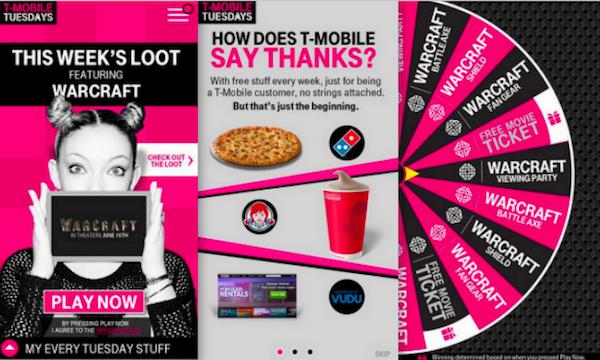 T-MOBILE
TUESDAYS
THIS WEEK'S LOOT
FEATURING
WARCRAFT
CHECK OUT
THE LOOT
WARCRAFT
IN THEATERS JUNE 10TH
PLAY NOW
BY PRESSING PLAY NOW
I AGREE TO THE
MY EVERY TUESDAY STUFF
T-MOBILE
TUESDAYS
HOW DOES T-MOBILE
SAY THANKS?
With free stuff every week, just for being
a T-Mobile customer, no strings attached.
But that's just the beginning.
POPULAR
RENTALS
VUDU
SKIP
VIEWING PARTY
WARCRAFT
BATTLE AXE
WARCRAFT
SHIELD
WARCRAFT
FAN GEAR
FREE MOVIE
TICKET
WARCRAFT
VIEWING PARTY
WARCRAFT
BATTLE AXE
WARCRAFT
SHIELD
WARCRAFT
FAN GEAR
FREE MOVIE
TICKET
Winning determined based on when you pressed Play Now.